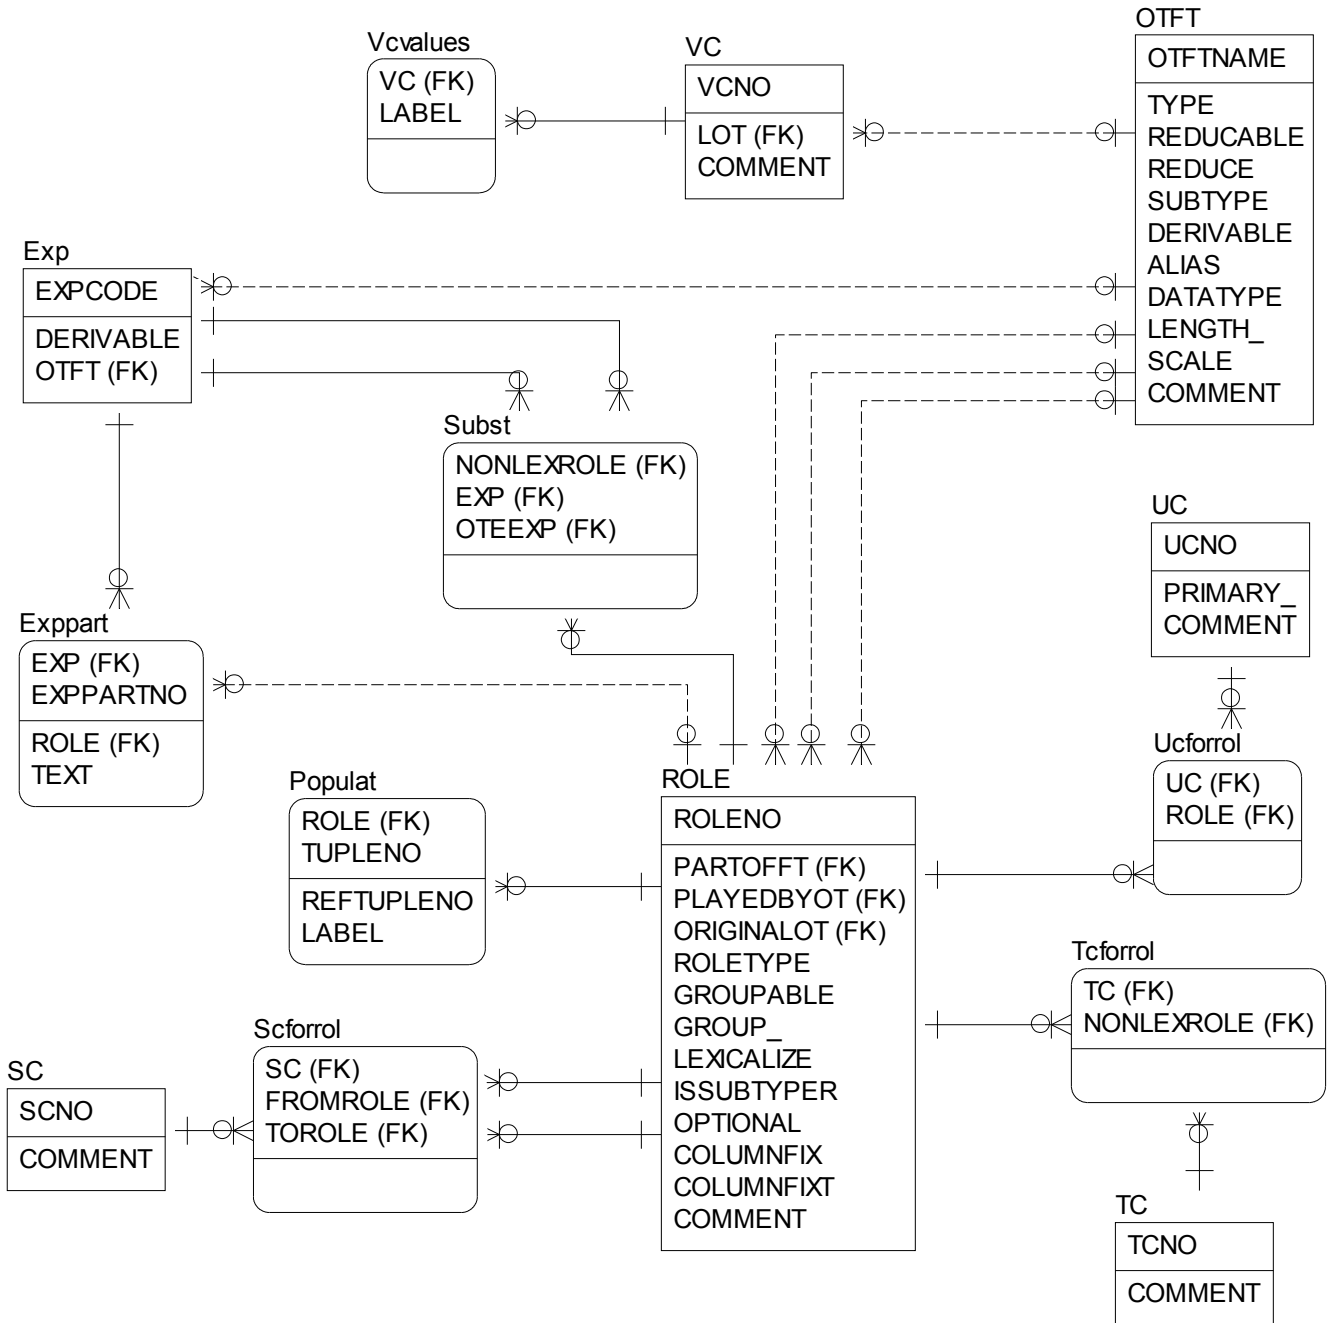 OTFT
OTFTNAME
TYPE
REDUCABLE
REDUCE
SUBTYPE
DERIVABLE
ALIAS
DATATYPE
LENGTH_
SCALE
COMMENT
Vcvalues
VC (FK)
LABEL
VC
VCNO
LOT (FK)
COMMENT
Exp
EXPCODE
DERIVABLE
OTFT (FK)
Subst
NONLEXROLE (FK)
EXP (FK)
OTEEXP (FK)
UC
UCNO
PRIMARY_
COMMENT
Exppart
EXP (FK)
EXPPARTNO
ROLE (FK)
TEXT
Ucforrol
UC (FK)
ROLE (FK)
Populat
ROLE (FK)
TUPLENO
REFTUPLENO
LABEL
ROLE
ROLENO
PARTOFFT (FK)
PLAYEDBYOT (FK)
ORIGINALOT (FK)
ROLETYPE
GROUPABLE
GROUP_
LEXICALIZE
ISSUBTYPER
OPTIONAL
COLUMNFIX
COLUMNFIXT
COMMENT
Tcforrol
TC (FK)
NONLEXROLE (FK)
Scforrol
SC (FK)
FROMROLE (FK)
TOROLE (FK)
SC
SCNO
COMMENT
TC
TCNO
COMMENT